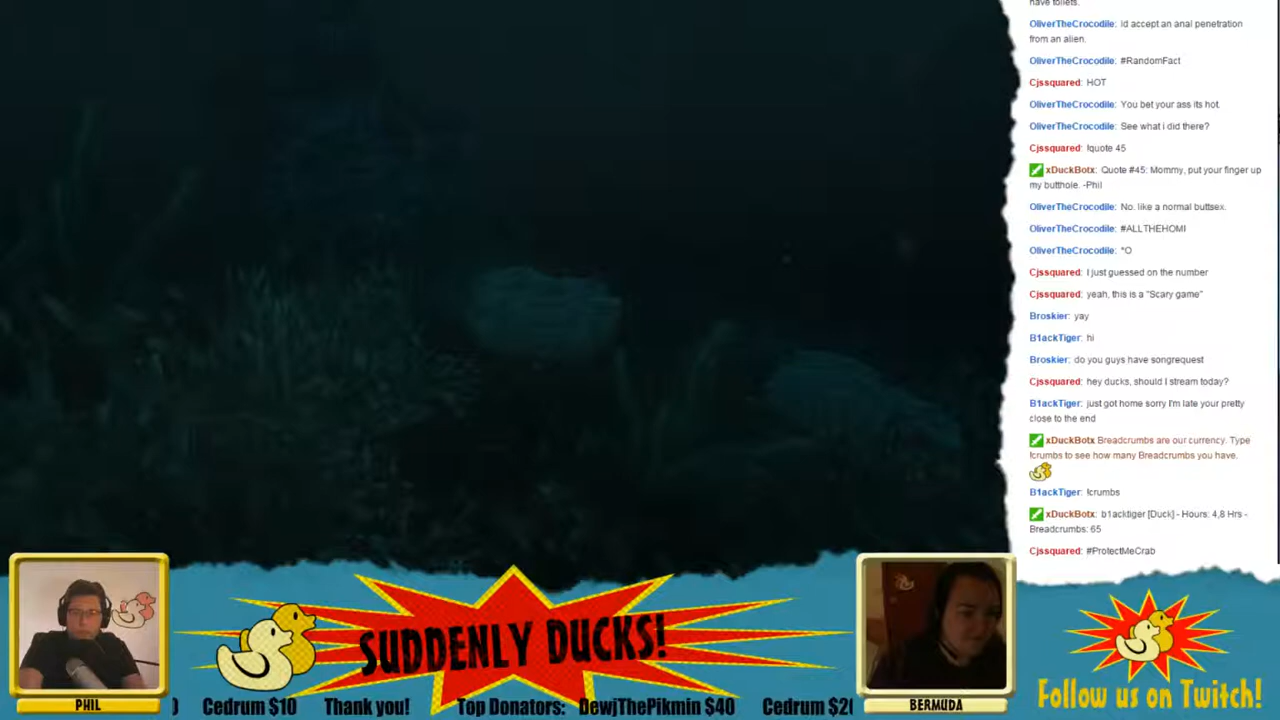 have toilets.
OliverTheCrocodile: id accept an anal penetration
from an alien.
OliverTheCrocodile: #RandomFact
Cjssquared: HOT
OliverTheCrocodile: You bet your ass its hot.
OliverTheCrocodile: See what i did there?
Cjssquared: !quote 45
xDuckBotx: Quote #45: Mommy, put your finger up
my butthole. -Phil
OliverTheCrocodile: No. like a normal buttsex.
OliverTheCrocodile: #ALLTHEHOMI
OliverTheCrocodile: *O
Cjssquared: I just guessed on the number
Cjssquared: yeah, this is a "Scary game"
Broskier: yay
B1ackTiger: hi
Broskier: do you guys have songrequest
Cjssquared: hey ducks, should I stream today?
B1ackTiger: just got home sorry I'm late your pretty
close to the end
xDuckBotx Breadcrumbs are our currency. Type
!crumbs to see how many Breadcrumbs you have.
B1ackTiger: !crumbs
xDuckBotx: b1acktiger [Duck] - Hours: 4,8 Hrs -
Breadcrumbs: 65
Cjssquared: #ProtectMeCrab
SUDDENLY DUCKS!
PHIL
) Cedrum $10 Thank you! Top Donators: DewjThePikmin $40 Cedrum $20
BERMUDA
Follow us on Twitch!